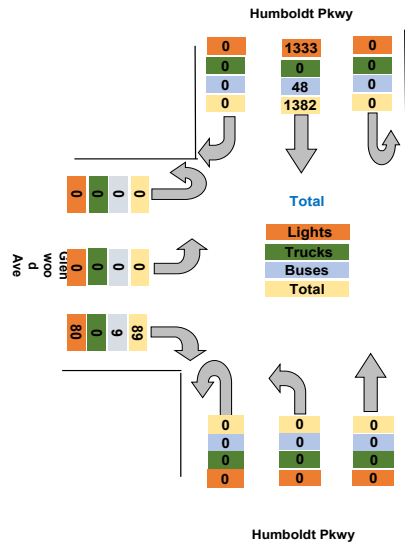 Humboldt Pkwy
0 1333 0
0 0 0
0 48 0
0 1382 0
0 0 0 0
Total
Lights
Trucks
Buses
Total
Glen
woo
d
Ave
0 0 0 0
80 0 9 89
0 0 0
0 0 0
0 0 0
0 0 0
Humboldt Pkwy